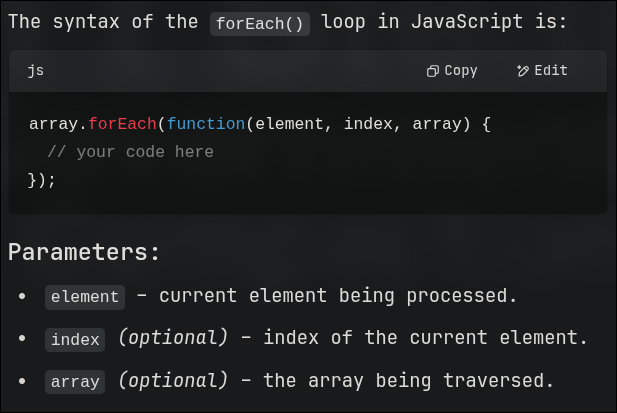 The syntax of the forEach() loop in JavaScript is:
js Copy Edit
array.forEach(function(element, index, array) {
  // your code here
});
Parameters:
• element – current element being processed.
• index (optional) – index of the current element.
• array (optional) – the array being traversed.